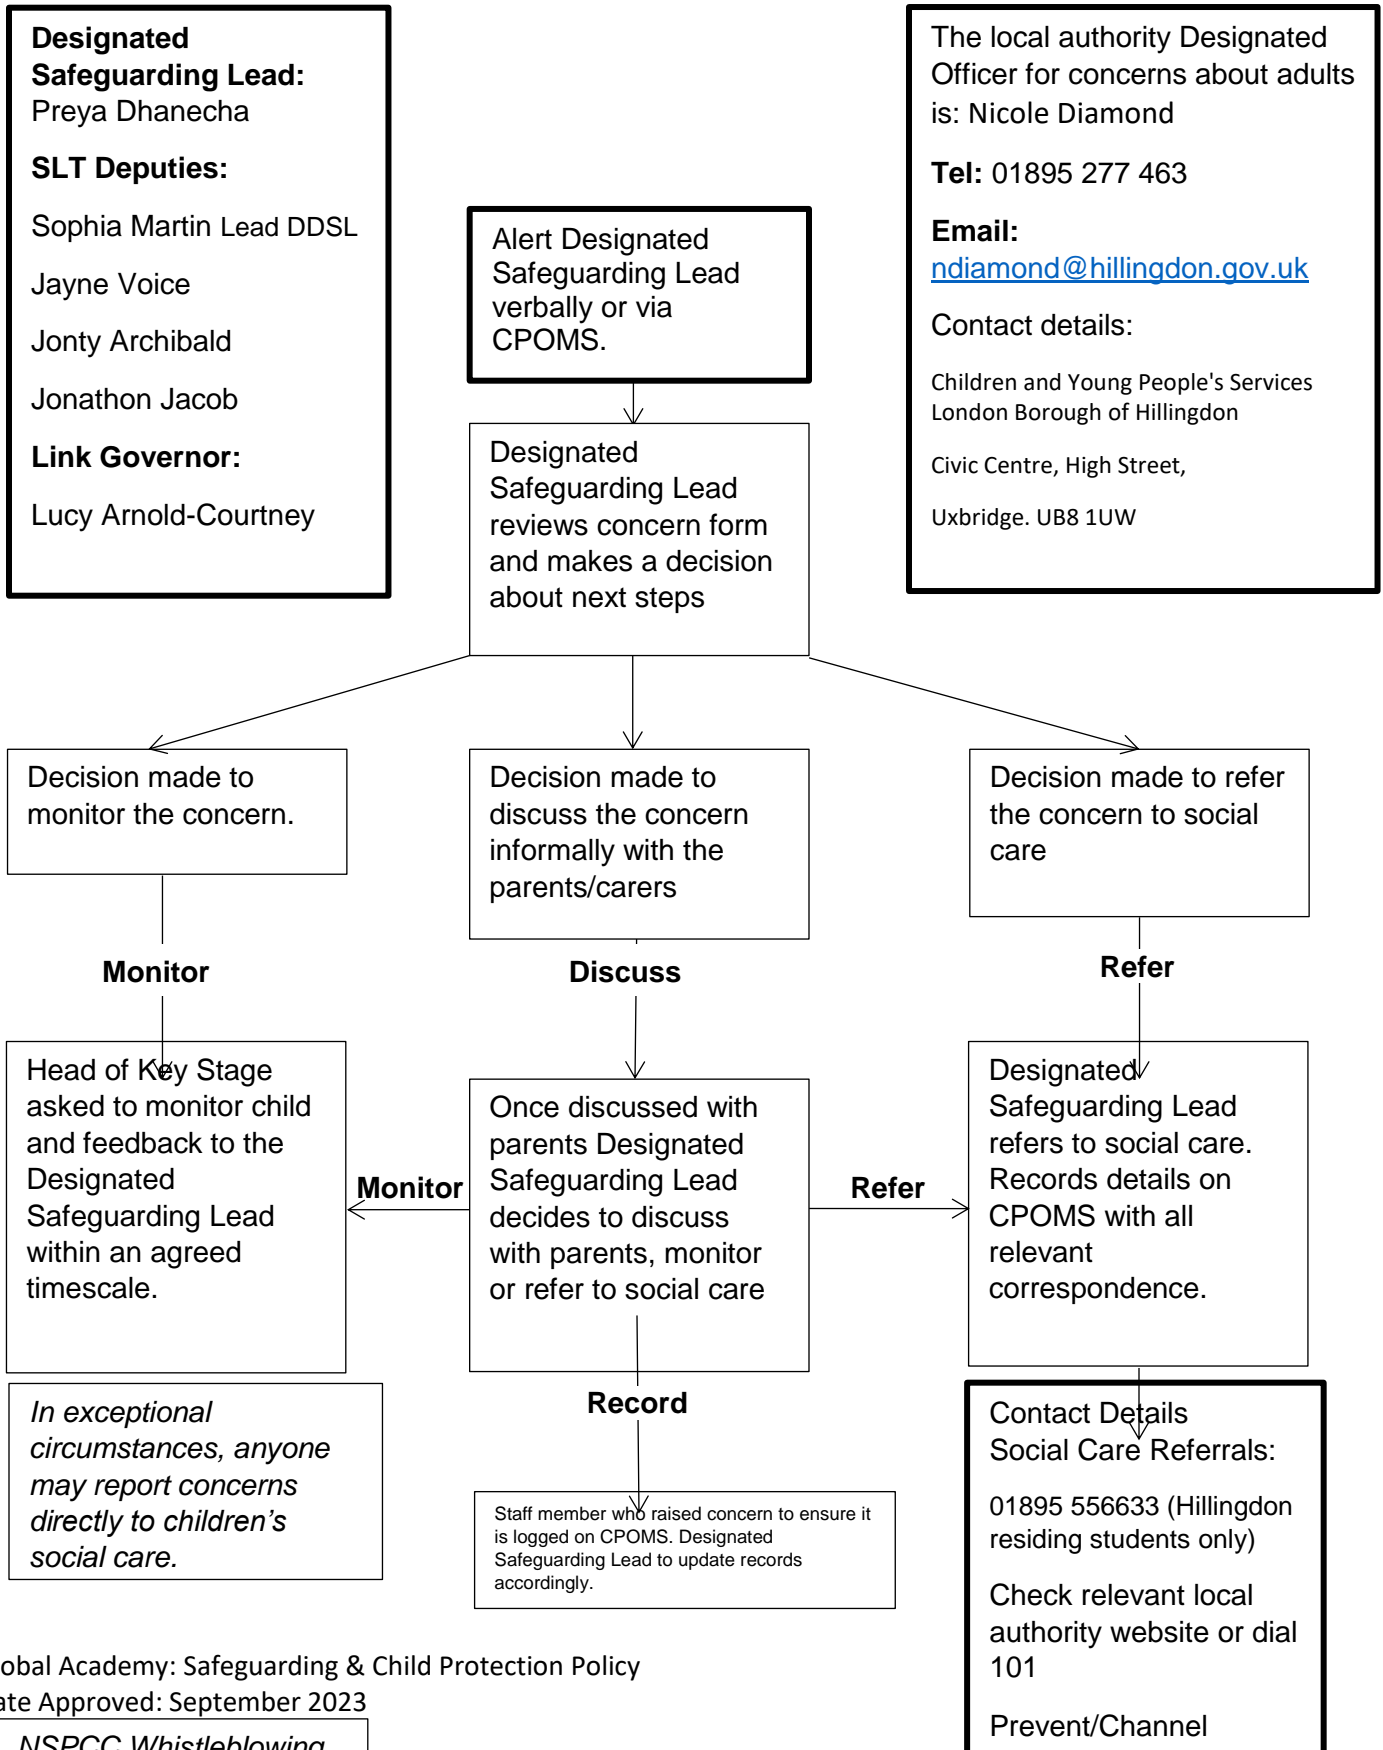 Designated
Safeguarding Lead:
Preya Dhanecha
SLT Deputies:
Sophia Martin Lead DDSL
Jayne Voice
Jonty Archibald
Jonathon Jacob
Link Governor:
Lucy Arnold-Courtney
The local authority Designated
Officer for concerns about adults
is: Nicole Diamond
Tel: 01895 277 463
Email:
ndiamond@hillingdon.gov.uk
Contact details:
Children and Young People's Services
London Borough of Hillingdon
Civic Centre, High Street,
Uxbridge. UB8 1UW
Alert Designated
Safeguarding Lead
verbally or via
CPOMS.
Designated
Safeguarding Lead
reviews concern form
and makes a decision
about next steps
Decision made to
monitor the concern.
Decision made to
discuss the concern
informally with the
parents/carers
Decision made to refer
the concern to social
care
Monitor
Discuss
Refer
Head of Key Stage
asked to monitor child
and feedback to the
Designated
Safeguarding Lead
within an agreed
timescale.
Monitor
Once discussed with
parents Designated
Safeguarding Lead
decides to discuss
with parents, monitor
or refer to social care
Refer
Designated
Safeguarding Lead
refers to social care.
Records details on
CPOMS with all
relevant
correspondence.
In exceptional
circumstances, anyone
may report concerns
directly to children’s
social care.
Record
Staff member who raised concern to ensure it
is logged on CPOMS. Designated
Safeguarding Lead to update records
accordingly.
Contact Details
Social Care Referrals:
01895 556633 (Hillingdon
residing students only)
Check relevant local
authority website or dial
101
Prevent/Channel
obal Academy: Safeguarding & Child Protection Policy
ate Approved: September 2023
NSPCC Whistleblowing